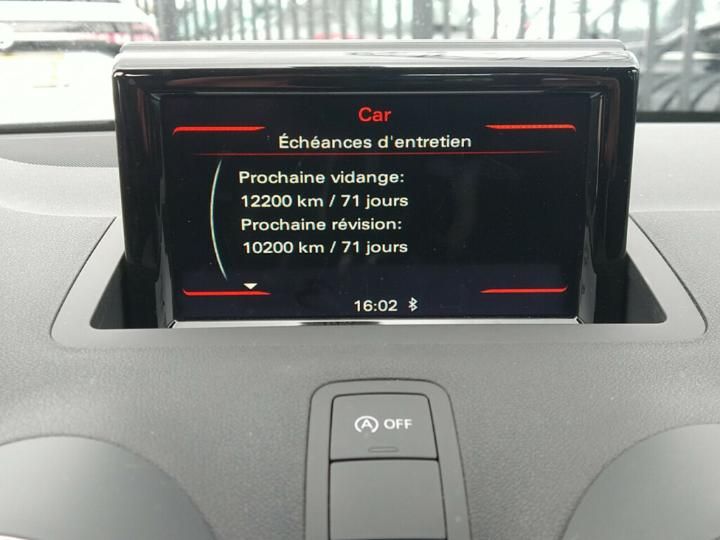 Car
Échéances d'entretien
Prochaine vidange:
12200 km / 71 jours
Prochaine révision:
10200 km / 71 jours
16:02
A OFF